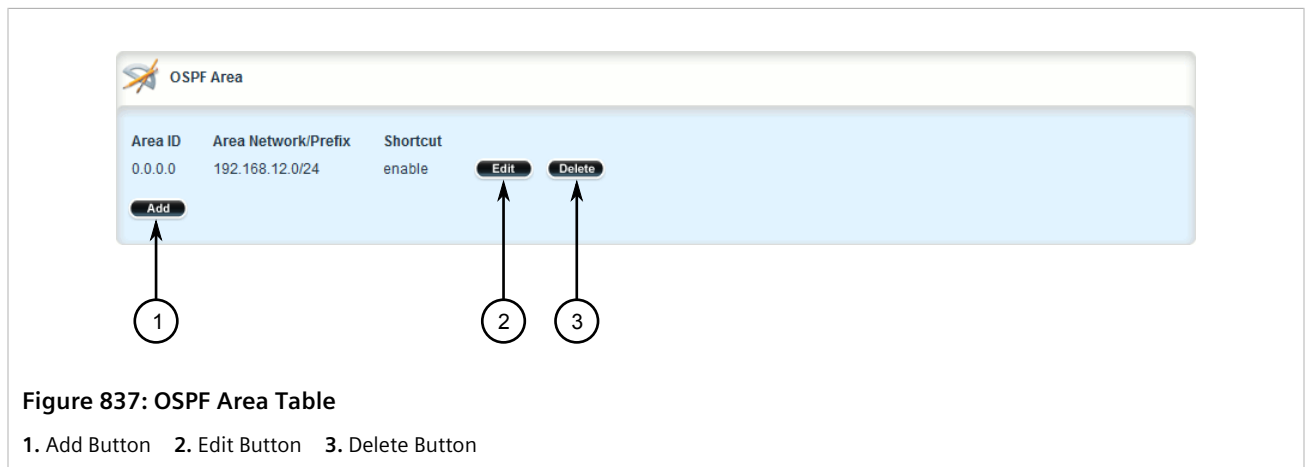 OSPF Area
Area ID Area Network/Prefix Shortcut
0.0.0.0 192.168.12.0/24 enable Edit Delete
Add
1 2 3
Figure 837: OSPF Area Table
1. Add Button 2. Edit Button 3. Delete Button